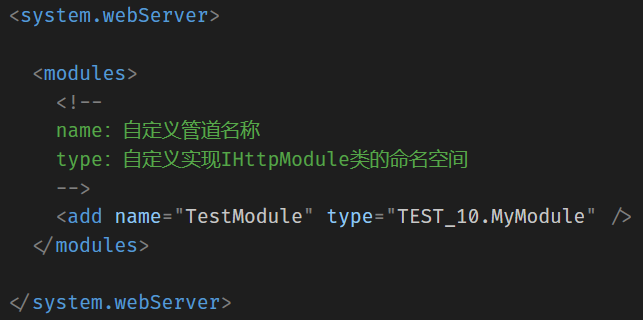 <system.webServer>
<modules>
<!--
name：自定义管道名称
type：自定义实现IHttpModule类的命名空间
-->
<add name="TestModule" type="TEST_10.MyModule" />
</modules>
</system.webServer>